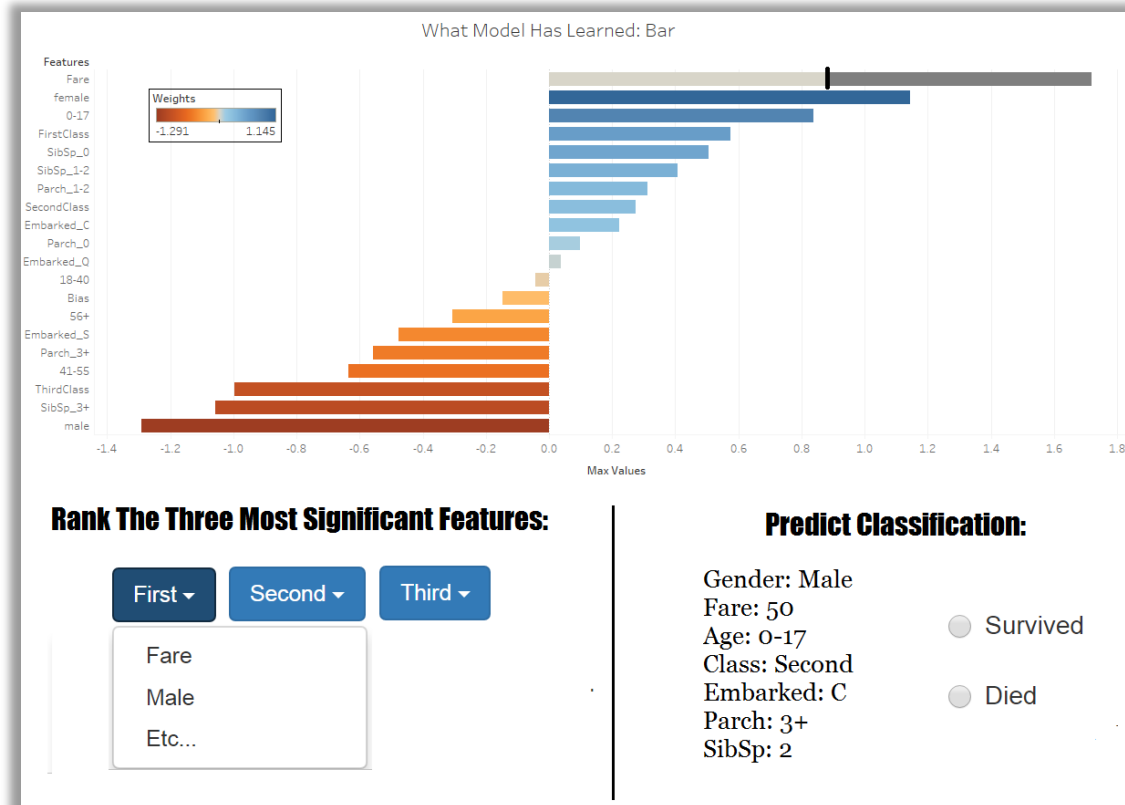 What Model Has Learned: Bar
Features
Fare
female
0-17
FirstClass
SibSp_0
SibSp_1-2
Parch_1-2
SecondClass
Embarked_C
Parch_0
Embarked_Q
18-40
Bias
56+
Embarked_S
Parch_3+
41-55
ThirdClass
SibSp_3+
male
Weights
-1.291 1.145
-1.4 -1.2 -1.0 -0.8 -0.6 -0.4 -0.2 0.0 0.2 0.4 0.6 0.8 1.0 1.2 1.4 1.6 1.8
Max Values
Rank The Three Most Significant Features:
First Second Third
Fare
Male
Etc...
Predict Classification:
Gender: Male
Fare: 50
Age: 0-17
Class: Second
Embarked: C
Parch: 3+
SibSp: 2
Survived
Died